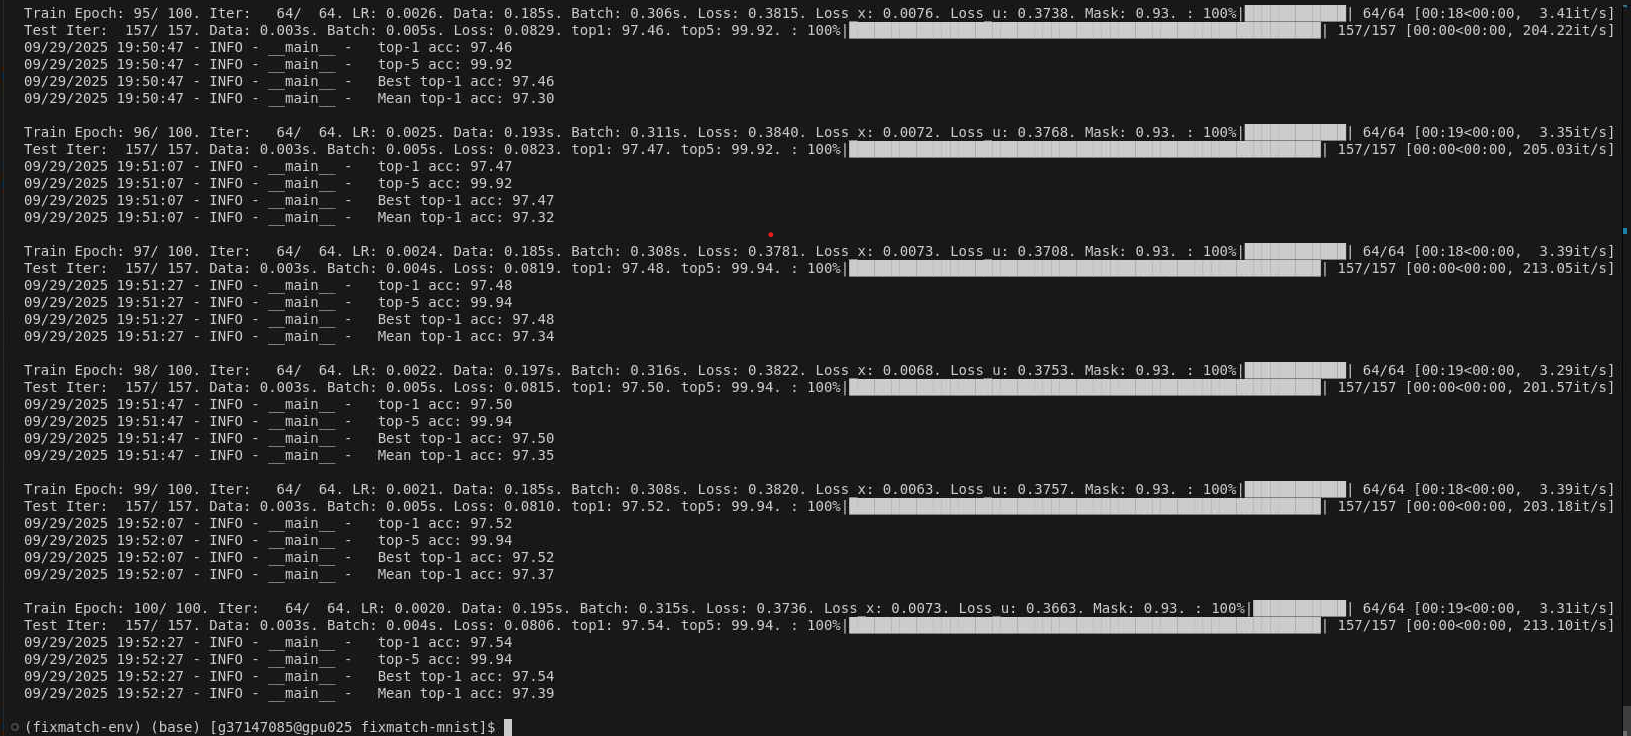 Train Epoch: 95/ 100. Iter:   64/  64. LR: 0.0026. Data: 0.185s. Batch: 0.306s. Loss: 0.3815. Loss_x: 0.0076. Loss_u: 0.3738. Mask: 0.93. : 100%|████████████| 64/64 [00:18<00:00,  3.41it/s]
Test Iter:  157/ 157. Data: 0.003s. Batch: 0.005s. Loss: 0.0829. top1: 97.46. top5: 99.92. : 100%|████████████████████████████████████████████████████████| 157/157 [00:00<00:00, 204.22it/s]
09/29/2025 19:50:47 - INFO - __main__ -   top-1 acc: 97.46
09/29/2025 19:50:47 - INFO - __main__ -   top-5 acc: 99.92
09/29/2025 19:50:47 - INFO - __main__ -   Best top-1 acc: 97.46
09/29/2025 19:50:47 - INFO - __main__ -   Mean top-1 acc: 97.30
Train Epoch: 96/ 100. Iter:   64/  64. LR: 0.0025. Data: 0.193s. Batch: 0.311s. Loss: 0.3840. Loss_x: 0.0072. Loss_u: 0.3768. Mask: 0.93. : 100%|████████████| 64/64 [00:19<00:00,  3.35it/s]
Test Iter:  157/ 157. Data: 0.003s. Batch: 0.005s. Loss: 0.0823. top1: 97.47. top5: 99.92. : 100%|████████████████████████████████████████████████████████| 157/157 [00:00<00:00, 205.03it/s]
09/29/2025 19:51:07 - INFO - __main__ -   top-1 acc: 97.47
09/29/2025 19:51:07 - INFO - __main__ -   top-5 acc: 99.92
09/29/2025 19:51:07 - INFO - __main__ -   Best top-1 acc: 97.47
09/29/2025 19:51:07 - INFO - __main__ -   Mean top-1 acc: 97.32
Train Epoch: 97/ 100. Iter:   64/  64. LR: 0.0024. Data: 0.185s. Batch: 0.308s. Loss: 0.3781. Loss_x: 0.0073. Loss_u: 0.3708. Mask: 0.93. : 100%|████████████| 64/64 [00:18<00:00,  3.39it/s]
Test Iter:  157/ 157. Data: 0.003s. Batch: 0.004s. Loss: 0.0819. top1: 97.48. top5: 99.94. : 100%|████████████████████████████████████████████████████████| 157/157 [00:00<00:00, 213.05it/s]
09/29/2025 19:51:27 - INFO - __main__ -   top-1 acc: 97.48
09/29/2025 19:51:27 - INFO - __main__ -   top-5 acc: 99.94
09/29/2025 19:51:27 - INFO - __main__ -   Best top-1 acc: 97.48
09/29/2025 19:51:27 - INFO - __main__ -   Mean top-1 acc: 97.34
Train Epoch: 98/ 100. Iter:   64/  64. LR: 0.0022. Data: 0.197s. Batch: 0.316s. Loss: 0.3822. Loss_x: 0.0068. Loss_u: 0.3753. Mask: 0.93. : 100%|████████████| 64/64 [00:19<00:00,  3.29it/s]
Test Iter:  157/ 157. Data: 0.003s. Batch: 0.005s. Loss: 0.0815. top1: 97.50. top5: 99.94. : 100%|████████████████████████████████████████████████████████| 157/157 [00:00<00:00, 201.57it/s]
09/29/2025 19:51:47 - INFO - __main__ -   top-1 acc: 97.50
09/29/2025 19:51:47 - INFO - __main__ -   top-5 acc: 99.94
09/29/2025 19:51:47 - INFO - __main__ -   Best top-1 acc: 97.50
09/29/2025 19:51:47 - INFO - __main__ -   Mean top-1 acc: 97.35
Train Epoch: 99/ 100. Iter:   64/  64. LR: 0.0021. Data: 0.185s. Batch: 0.308s. Loss: 0.3820. Loss_x: 0.0063. Loss_u: 0.3757. Mask: 0.93. : 100%|████████████| 64/64 [00:18<00:00,  3.39it/s]
Test Iter:  157/ 157. Data: 0.003s. Batch: 0.005s. Loss: 0.0810. top1: 97.52. top5: 99.94. : 100%|████████████████████████████████████████████████████████| 157/157 [00:00<00:00, 203.18it/s]
09/29/2025 19:52:07 - INFO - __main__ -   top-1 acc: 97.52
09/29/2025 19:52:07 - INFO - __main__ -   top-5 acc: 99.94
09/29/2025 19:52:07 - INFO - __main__ -   Best top-1 acc: 97.52
09/29/2025 19:52:07 - INFO - __main__ -   Mean top-1 acc: 97.37
Train Epoch: 100/ 100. Iter:   64/  64. LR: 0.0020. Data: 0.195s. Batch: 0.315s. Loss: 0.3736. Loss_x: 0.0073. Loss_u: 0.3663. Mask: 0.93. : 100%|███████████| 64/64 [00:19<00:00,  3.31it/s]
Test Iter:  157/ 157. Data: 0.003s. Batch: 0.004s. Loss: 0.0806. top1: 97.54. top5: 99.94. : 100%|████████████████████████████████████████████████████████| 157/157 [00:00<00:00, 213.10it/s]
09/29/2025 19:52:27 - INFO - __main__ -   top-1 acc: 97.54
09/29/2025 19:52:27 - INFO - __main__ -   top-5 acc: 99.94
09/29/2025 19:52:27 - INFO - __main__ -   Best top-1 acc: 97.54
09/29/2025 19:52:27 - INFO - __main__ -   Mean top-1 acc: 97.39
(fixmatch-env) (base) [g37147085@gpu025 fixmatch-mnist]$